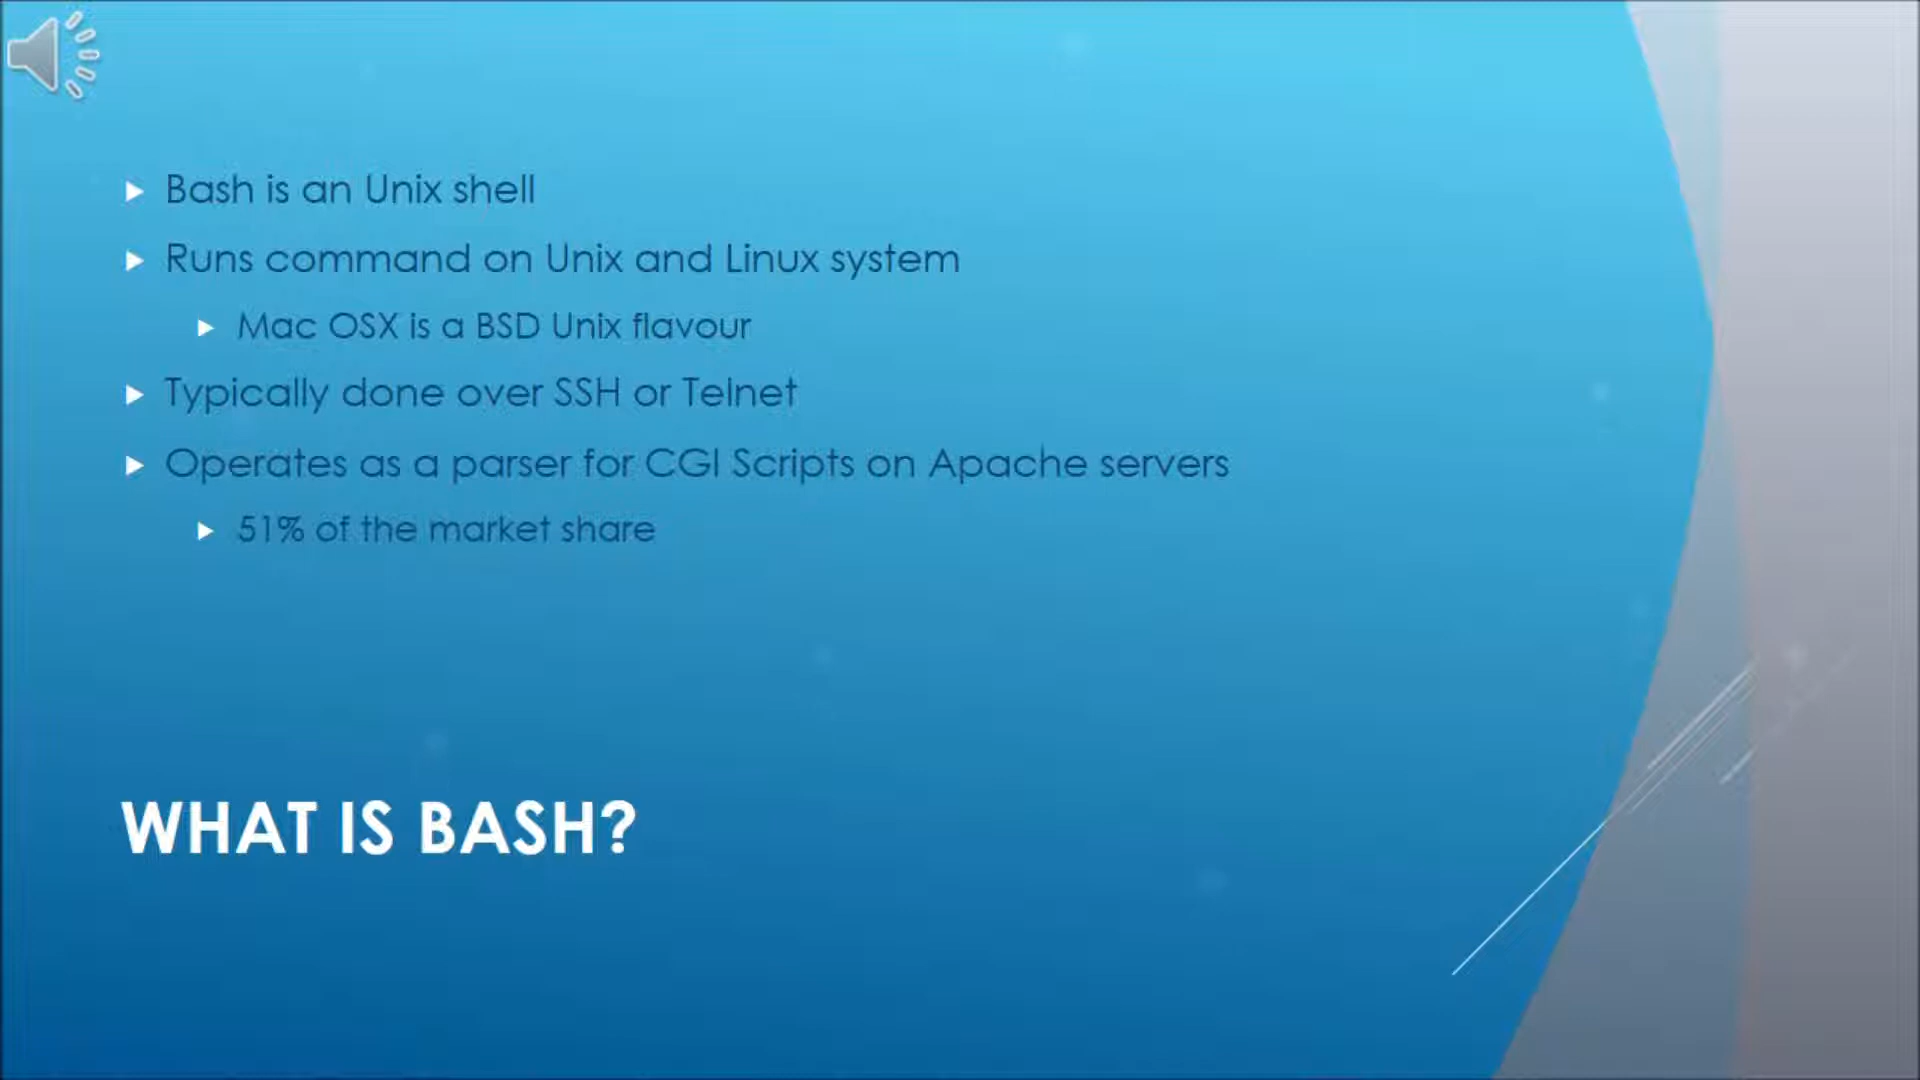 Bash is an Unix shell
Runs command on Unix and Linux system
Mac OSX is a BSD Unix flavour
Typically done over SSH or Telnet
Operates as a parser for CGI Scripts on Apache servers
51% of the market share
WHAT IS BASH?